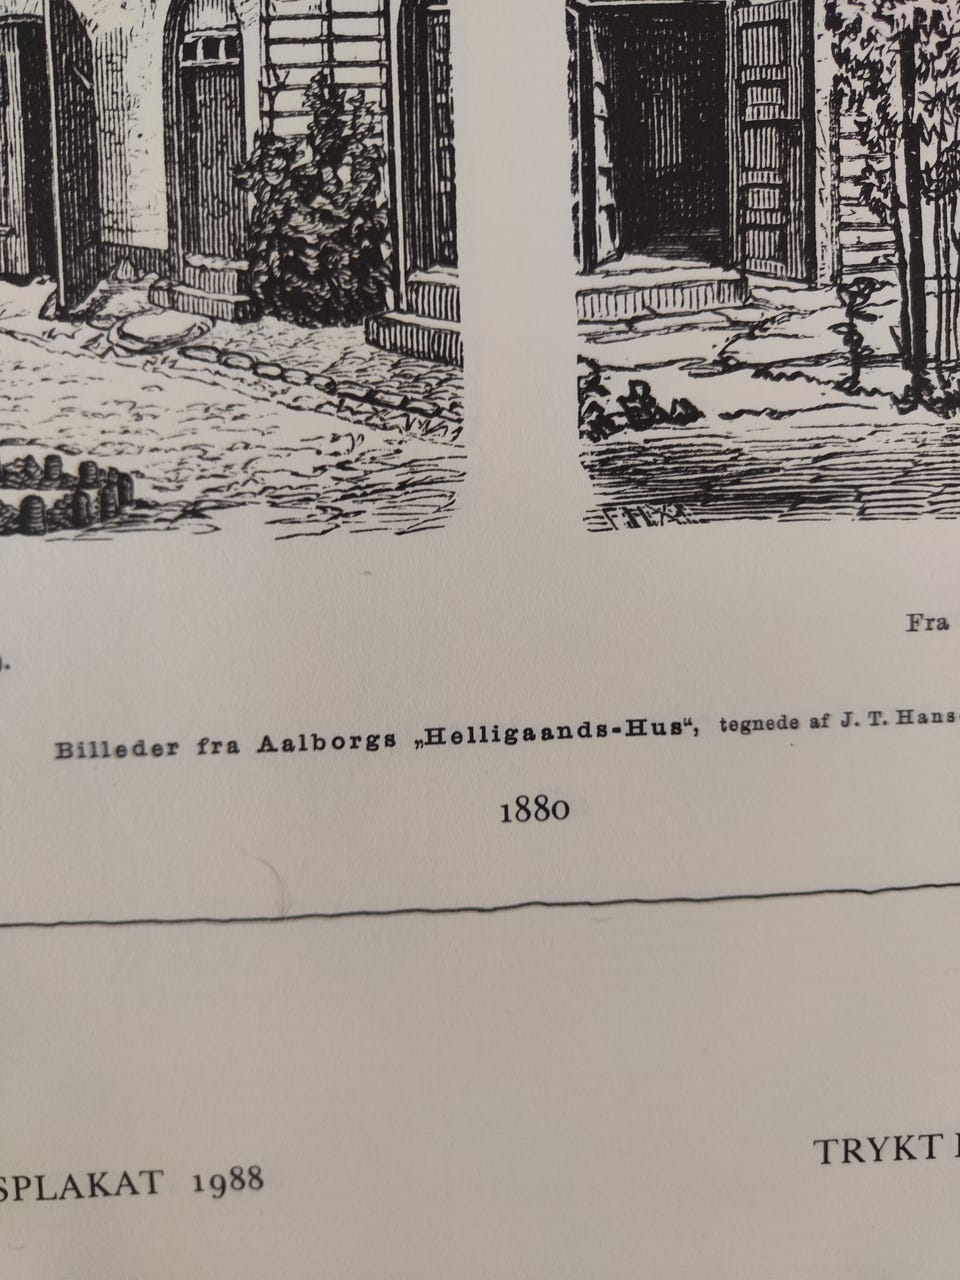 ).
Fra
Billeder fra Aalborgs „Helligaands-Hus“, tegnede af J. T. Hans
1880
SPLAKAT 1988
TRYKT